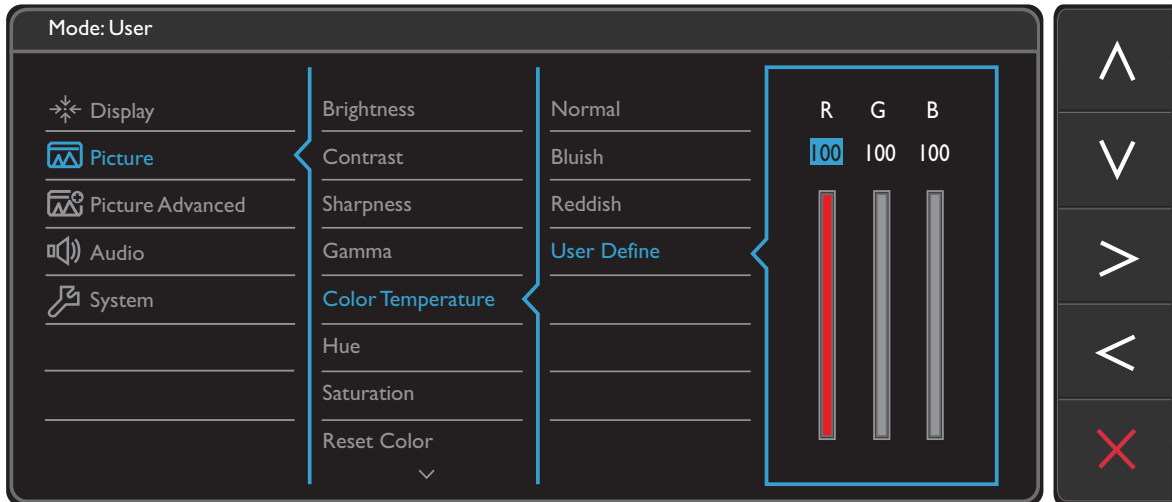 Mode: User
Display
Picture
Picture Advanced
Audio
System
Brightness
Contrast
Sharpness
Gamma
Color Temperature
Hue
Saturation
Reset Color
Normal
Bluish
Reddish
User Define
R G B
100 100 100